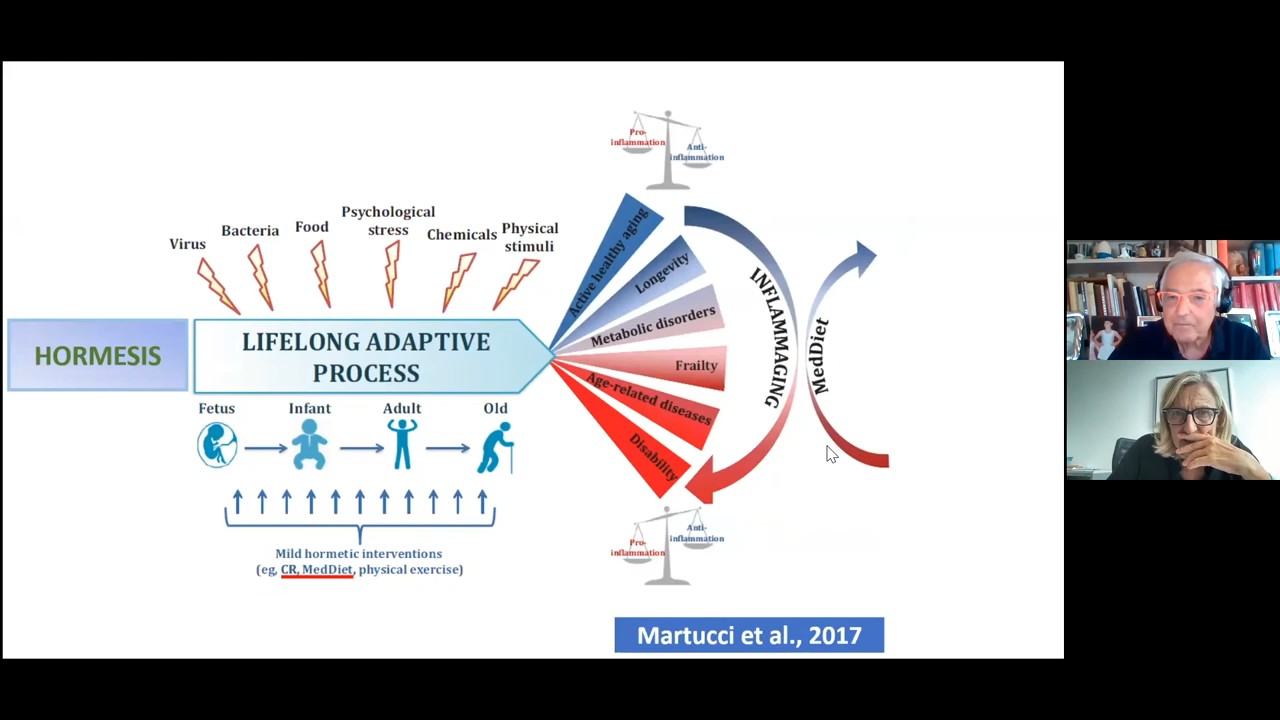 Pro-
inflammation
Anti-
inflammation
Virus
Bacteria
Food
Psychological
stress
Chemicals
Physical
stimuli
HORMESIS
LIFELONG ADAPTIVE
PROCESS
Fetus
Infant
Adult
Old
Mild hormetic interventions
(eg, CR, MedDiet, physical exercise)
Active healthy aging
Longevity
Metabolic disorders
Frailty
Age-related diseases
Disability
INFLAMMAGING
MedDiet
Pro-
inflammation
Anti-
inflammation
Martucci et al., 2017